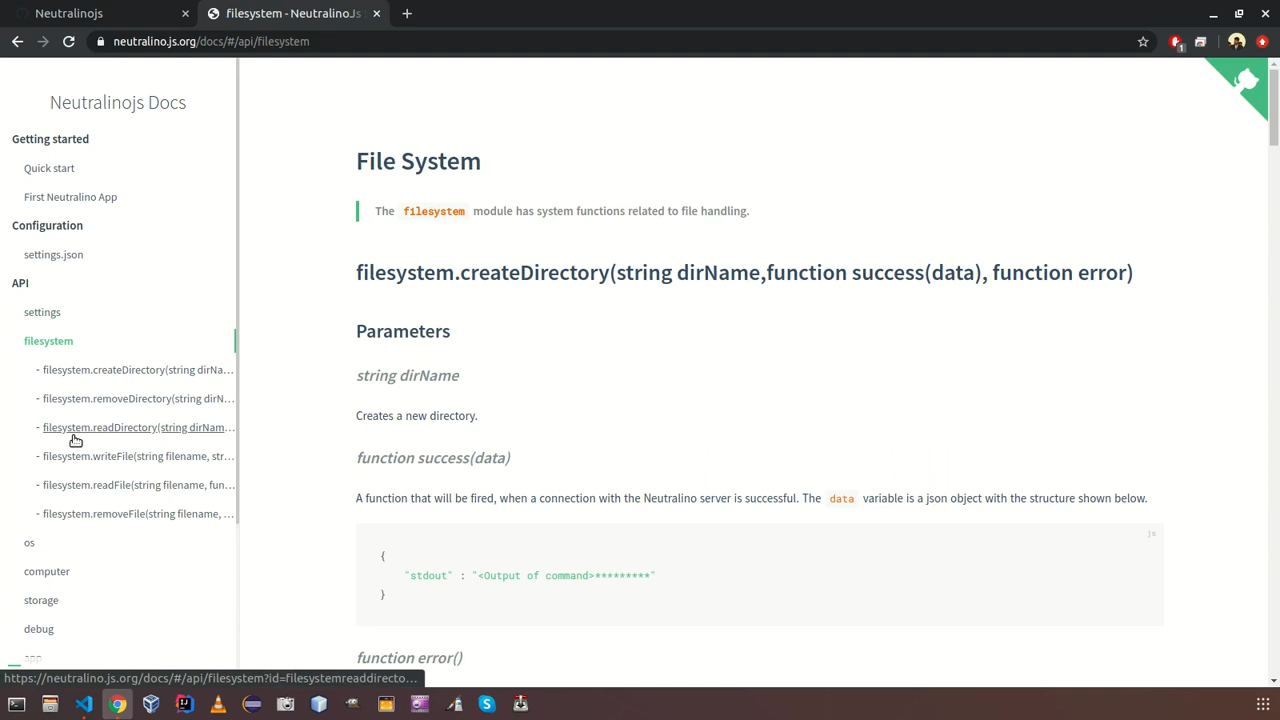 Neutralinojs
filesystem - Neutralino.Js
neutralino.js.org/docs/#/api/filesystem
1
Neutralinojs Docs
Getting started
Quick start
First Neutralino App
Configuration
settings.json
API
settings
filesystem
- filesystem.createDirectory(string dirNa...
- filesystem.removeDirectory(string dirN...
- filesystem.readDirectory(string dirNam...
- filesystem.writeFile(string filename, str...
- filesystem.readFile(string filename, fun...
- filesystem.removeFile(string filename, ...
os
computer
storage
debug
app
File System
The filesystem module has system functions related to file handling.
filesystem.createDirectory(string dirName,function success(data), function error)
Parameters
string dirName
Creates a new directory.
function success(data)
A function that will be fired, when a connection with the Neutralino server is successful. The data variable is a json object with the structure shown below.
js
{
"stdout" : "<Output of command>*********"
}
function error()
https://neutralino.js.org/docs/#/api/filesystem?id=filesystemreaddirecto...